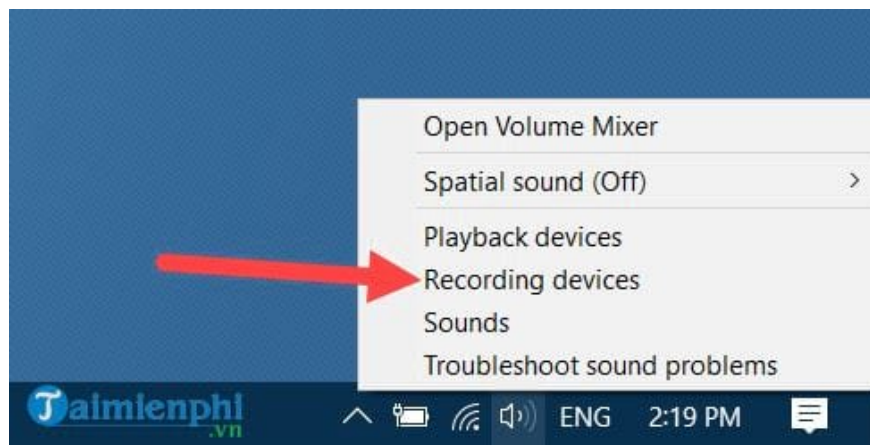 Open Volume Mixer
Spatial sound (Off)
Playback devices
Recording devices
Sounds
Troubleshoot sound problems
Taimienphi
.vn
ENG 2:19 PM